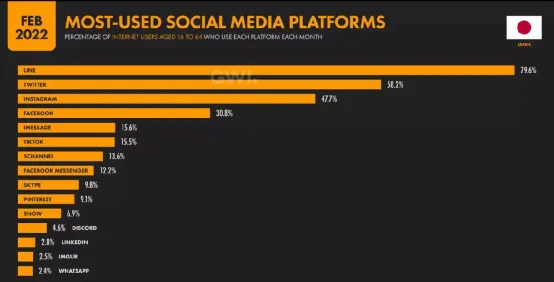 FEB
2022
MOST-USED SOCIAL MEDIA PLATFORMS
PERCENTAGE OF INTERNET USERS AGED 16 TO 64 WHO USE EACH PLATFORM EACH MONTH
JAPAN
GWI.
LINE 79.6%
TWITTER 58.2%
INSTAGRAM 47.7%
FACEBOOK 30.8%
IMESSAGE 15.6%
TIKTOK 15.5%
5CHANNEL 13.6%
FACEBOOK MESSENGER 12.2%
SKYPE 9.8%
PINTEREST 9.1%
SNOW 6.9%
4.6% DISCORD
2.8% LINKEDIN
2.5% IMGUR
2.4% WHATSAPP